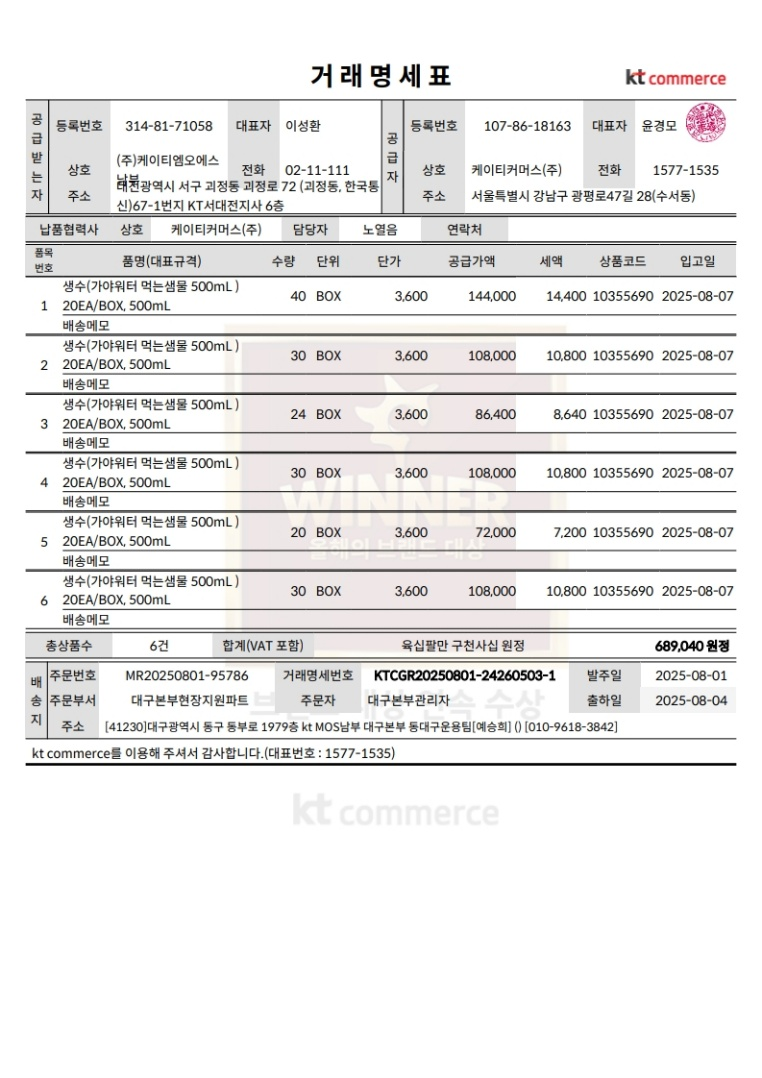 거래명세표
kt commerce
공급받는자
등록번호 314-81-71058 대표자 이성환
상호 (주)케이티엠오에스남부 전화 02-11-111
주소 대전광역시 서구 괴정동 괴정로 72 (괴정동, 한국통
신)67-1번지 KT서대전지사 6층
공급자
등록번호 107-86-18163 대표자 윤경모
상호 케이티커머스(주) 전화 1577-1535
주소 서울특별시 강남구 광평로47길 28(수서동)
납품협력사 상호 케이티커머스(주) 담당자 노열음 연락처
품목번호 품명(대표규격) 수량 단위 단가 공급가액 세액 상품코드 입고일
1 생수(가야워터 먹는샘물 500mL ) 40 BOX 3,600 144,000 14,400 10355690 2025-08-07
20EA/BOX, 500mL
배송메모
2 생수(가야워터 먹는샘물 500mL ) 30 BOX 3,600 108,000 10,800 10355690 2025-08-07
20EA/BOX, 500mL
배송메모
3 생수(가야워터 먹는샘물 500mL ) 24 BOX 3,600 86,400 8,640 10355690 2025-08-07
20EA/BOX, 500mL
배송메모
4 생수(가야워터 먹는샘물 500mL ) 30 BOX 3,600 108,000 10,800 10355690 2025-08-07
20EA/BOX, 500mL
배송메모
5 생수(가야워터 먹는샘물 500mL ) 20 BOX 3,600 72,000 7,200 10355690 2025-08-07
20EA/BOX, 500mL
배송메모
6 생수(가야워터 먹는샘물 500mL ) 30 BOX 3,600 108,000 10,800 10355690 2025-08-07
20EA/BOX, 500mL
배송메모
WINNER
올해의 브랜드 대상
총상품수 6건 합계(VAT 포함) 육십팔만 구천사십 원정 689,040 원정
배송지
주문번호 MR20250801-95786 거래명세번호 KTCGR20250801-24260503-1 발주일 2025-08-01
주문부서 대구본부현장지원파트 주문자 대구본부관리자 출하일 2025-08-04
주소 [41230]대구광역시 동구 동부로 1979층 kt MOS남부 대구본부 동대구운용팀[예승희] () [010-9618-3842]
kt commerce를 이용해 주셔서 감사합니다.(대표번호 : 1577-1535)
kt commerce